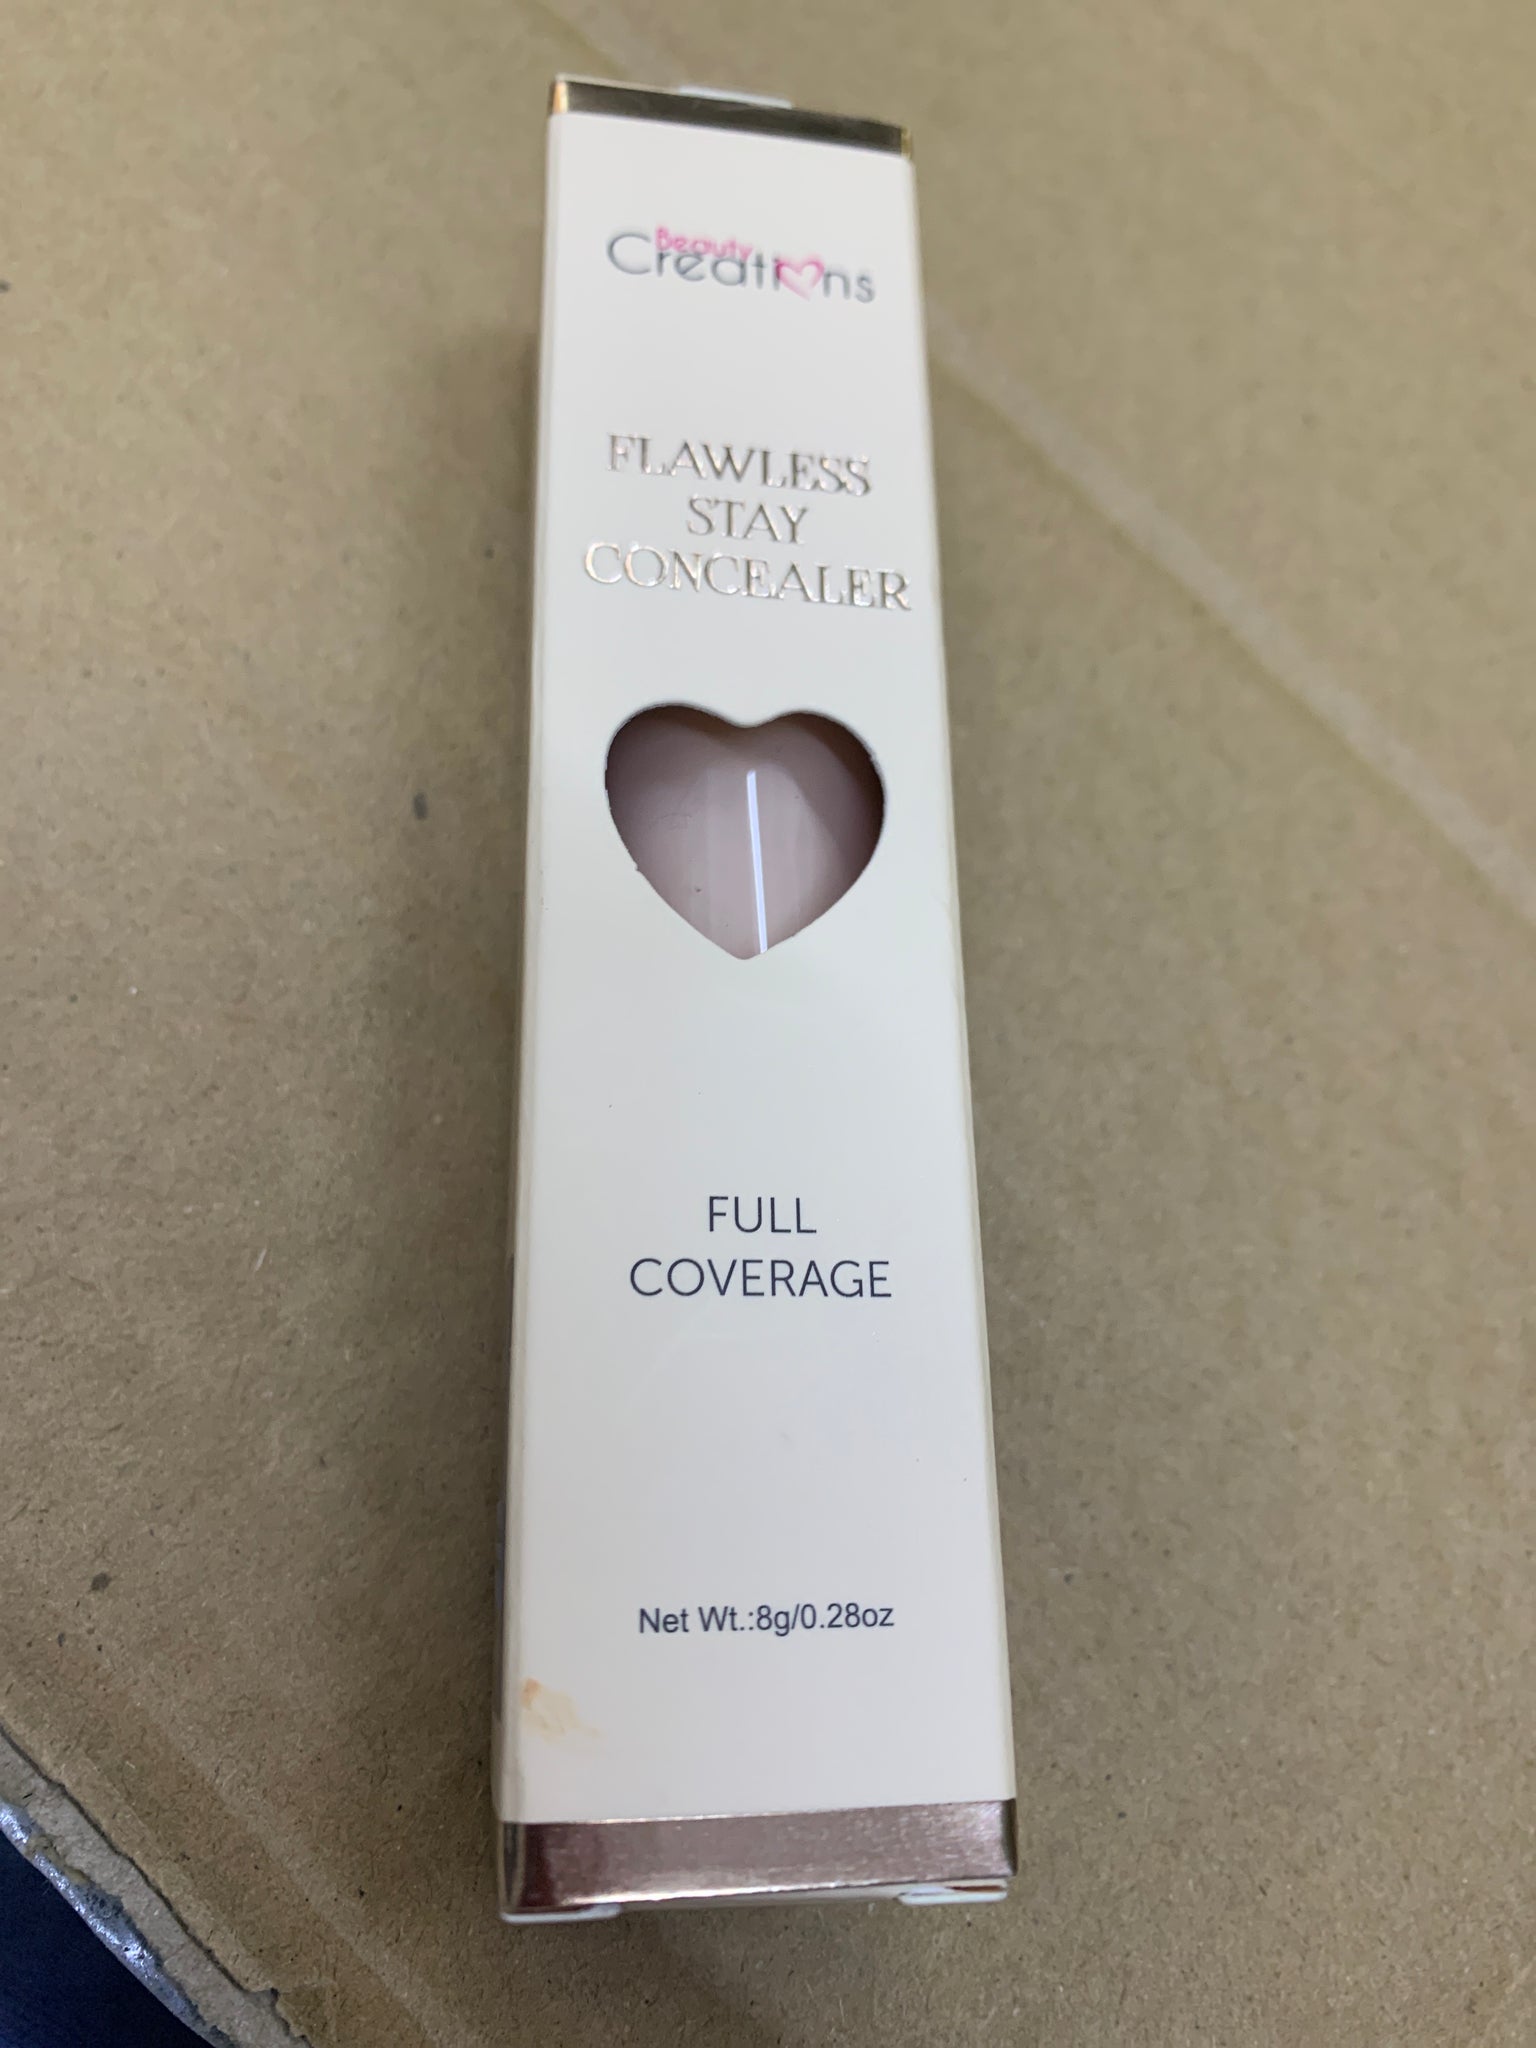 Beauty
Creations
FLAWLESS
STAY
CONCEALER
FULL
COVERAGE
Net Wt.:8g/0.28oz